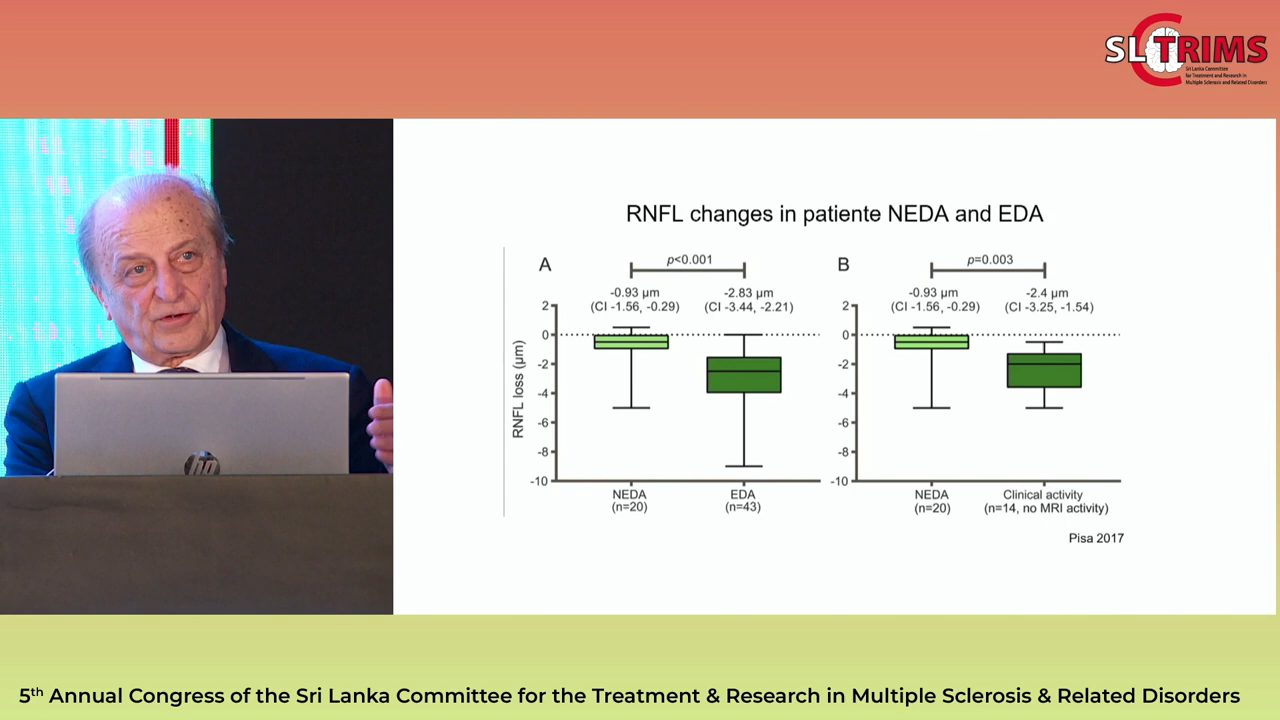 SLCTRIMS
Sri Lanka Committee
for Treatment and Research in
Multiple Sclerosis and Related Disorders
RNFL changes in patiente NEDA and EDA
A
p<0.001
-0.93 μm
(CI -1.56, -0.29)
-2.83 μm
(CI -3.44, -2.21)
RNFL loss (μm)
2
0
-2
-4
-6
-8
-10
NEDA
(n=20)
EDA
(n=43)
B
p=0.003
-0.93 μm
(CI -1.56, -0.29)
-2.4 μm
(CI -3.25, -1.54)
2
0
-2
-4
-6
-8
-10
NEDA
(n=20)
Clinical activity
(n=14, no MRI activity)
Pisa 2017
hp
5th Annual Congress of the Sri Lanka Committee for the Treatment & Research in Multiple Sclerosis & Related Disorders